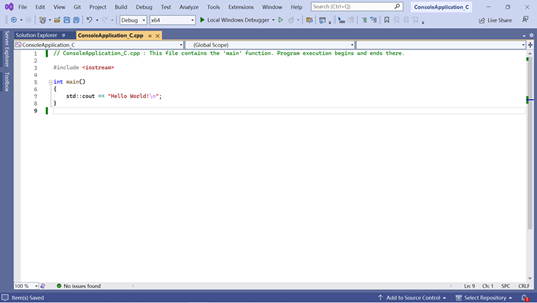 File Edit View Git Project Build Debug Test Analyze Tools Extensions Window Help Search (Ctrl+Q) ConsoleApplication_C
Debug x64 Local Windows Debugger Live Share
Server Explorer
Toolbox
Solution Explorer ConsoleApplication_C.cpp
ConsoleApplication_C (Global Scope)
1 // ConsoleApplication_C.cpp : This file contains the 'main' function. Program execution begins and ends there.
2
3 #include <iostream>
4
5 int main()
6 {
7 std::cout << "Hello World!\n";
8 }
9
100 % No issues found Ln: 9 Ch: 1 SPC CRLF
Item(s) Saved Add to Source Control Select Repository